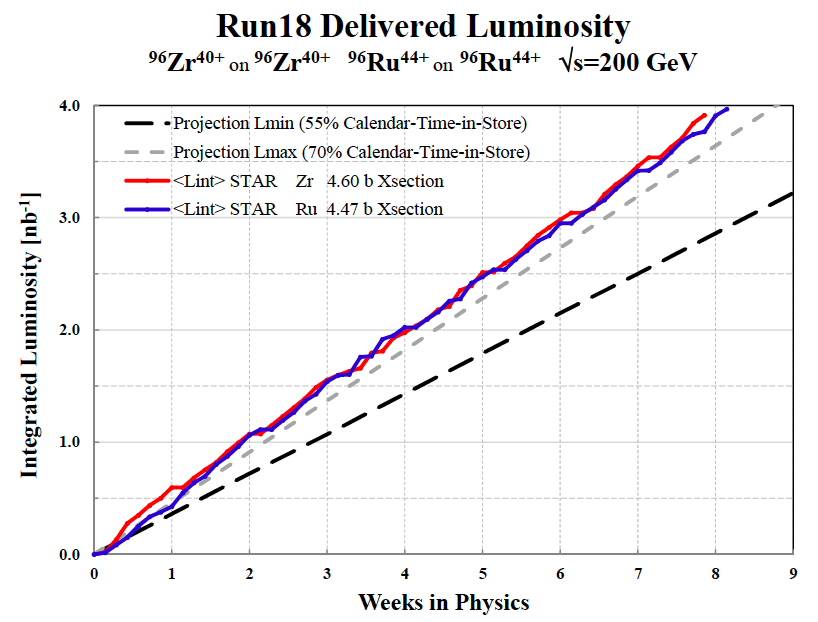 Run18 Delivered Luminosity
⁹⁶Zr⁴⁰⁺ on ⁹⁶Zr⁴⁰⁺ ⁹⁶Ru⁴⁴⁺ on ⁹⁶Ru⁴⁴⁺ √s=200 GeV
Projection Lmin (55% Calendar-Time-in-Store)
Projection Lmax (70% Calendar-Time-in-Store)
<Lint> STAR Zr 4.60 b Xsection
<Lint> STAR Ru 4.47 b Xsection
Integrated Luminosity [nb⁻¹]
4.0
3.0
2.0
1.0
0.0
0 1 2 3 4 5 6 7 8 9
Weeks in Physics